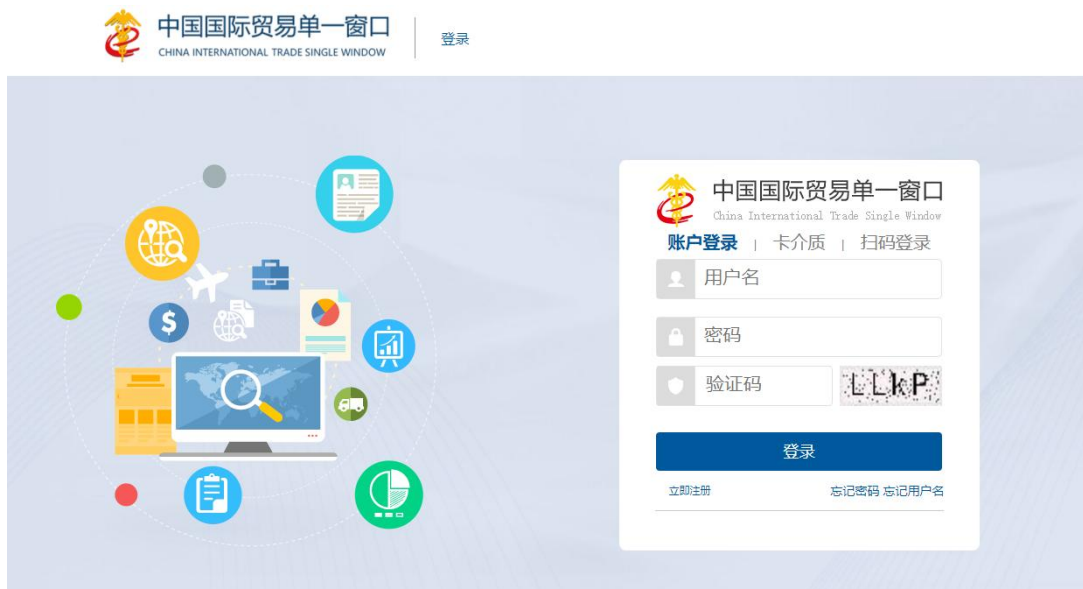 中国国际贸易单一窗口
CHINA INTERNATIONAL TRADE SINGLE WINDOW
登录
中国国际贸易单一窗口
China International Trade Single Window
账户登录 | 卡介质 | 扫码登录
用户名
密码
验证码 LLkP
登录
立即注册 忘记密码 忘记用户名